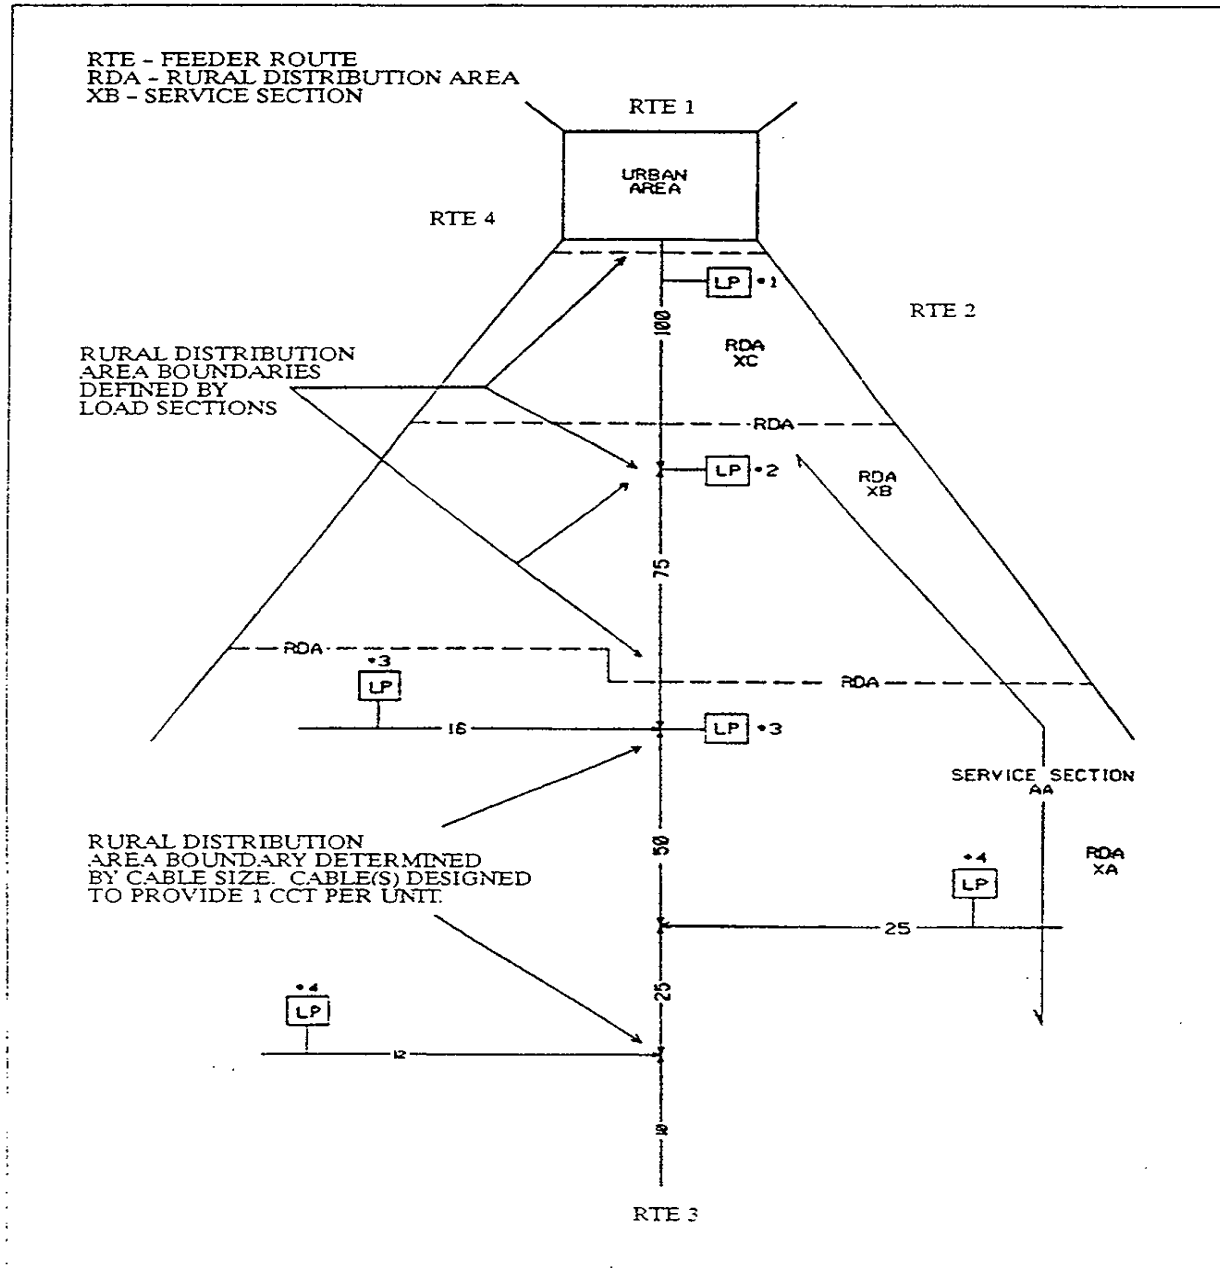 RTE - FEEDER ROUTE
RDA - RURAL DISTRIBUTION AREA
XB - SERVICE SECTION
RTE 1
URBAN
AREA
RTE 4
LP *1
RTE 2
100
RDA
XC
RURAL DISTRIBUTION
AREA BOUNDARIES
DEFINED BY
LOAD SECTIONS
RDA
LP *2
RDA
XB
75
RDA
*3
LP
RDA
16
LP *3
SERVICE SECTION
AA
RURAL DISTRIBUTION
AREA BOUNDARY DETERMINED
BY CABLE SIZE. CABLE(S) DESIGNED
TO PROVIDE 1 CCT PER UNIT.
50
RDA
XA
*4
LP
25
25
*4
LP
12
10
RTE 3